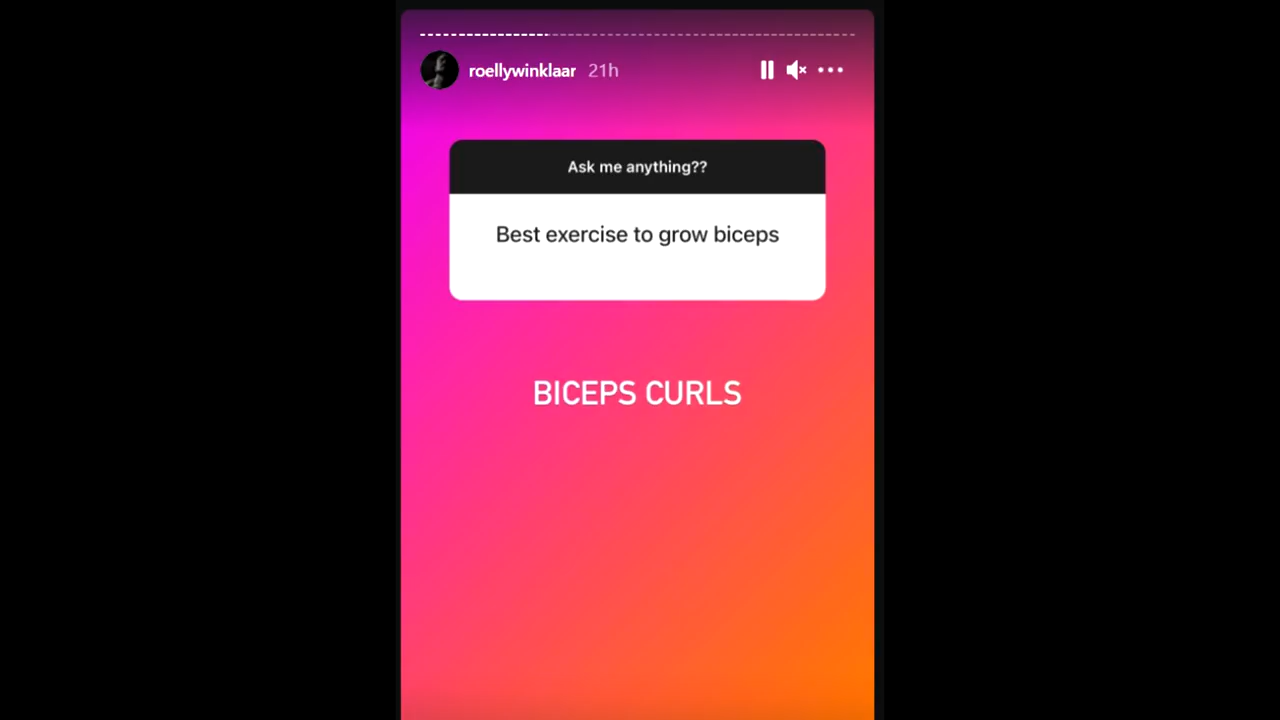 roellywinklaar 21h
Ask me anything??
Best exercise to grow biceps
BICEPS CURLS